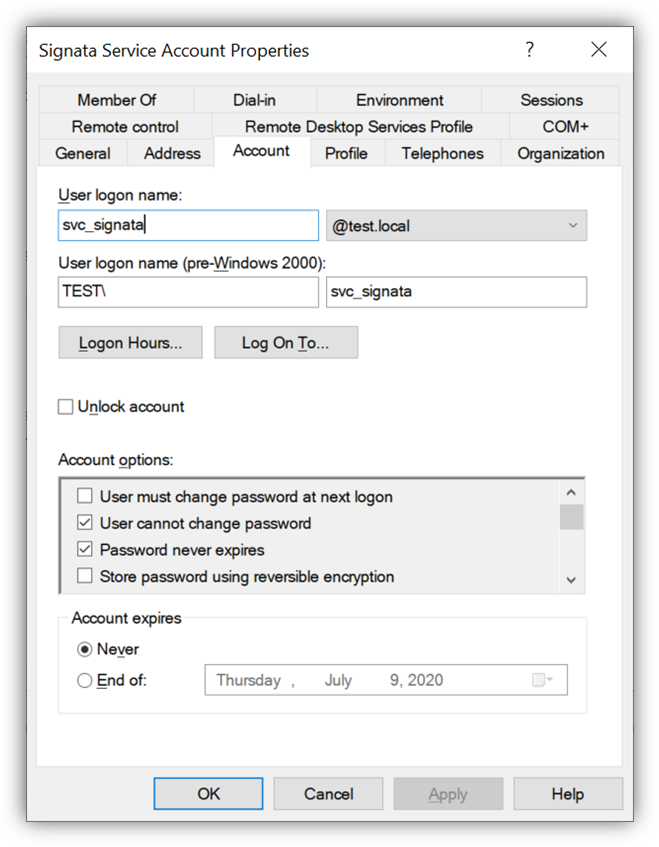 Signata Service Account Properties ?
Member Of Dial-in Environment Sessions
Remote control Remote Desktop Services Profile COM+
General Address Account Profile Telephones Organization
User logon name:
svc_signata @test.local
User logon name (pre-Windows 2000):
TEST\ svc_signata
Logon Hours... Log On To...
Unlock account
Account options:
User must change password at next logon
User cannot change password
Password never expires
Store password using reversible encryption
Account expires
Never
End of: Thursday , July 9, 2020
OK Cancel Apply Help